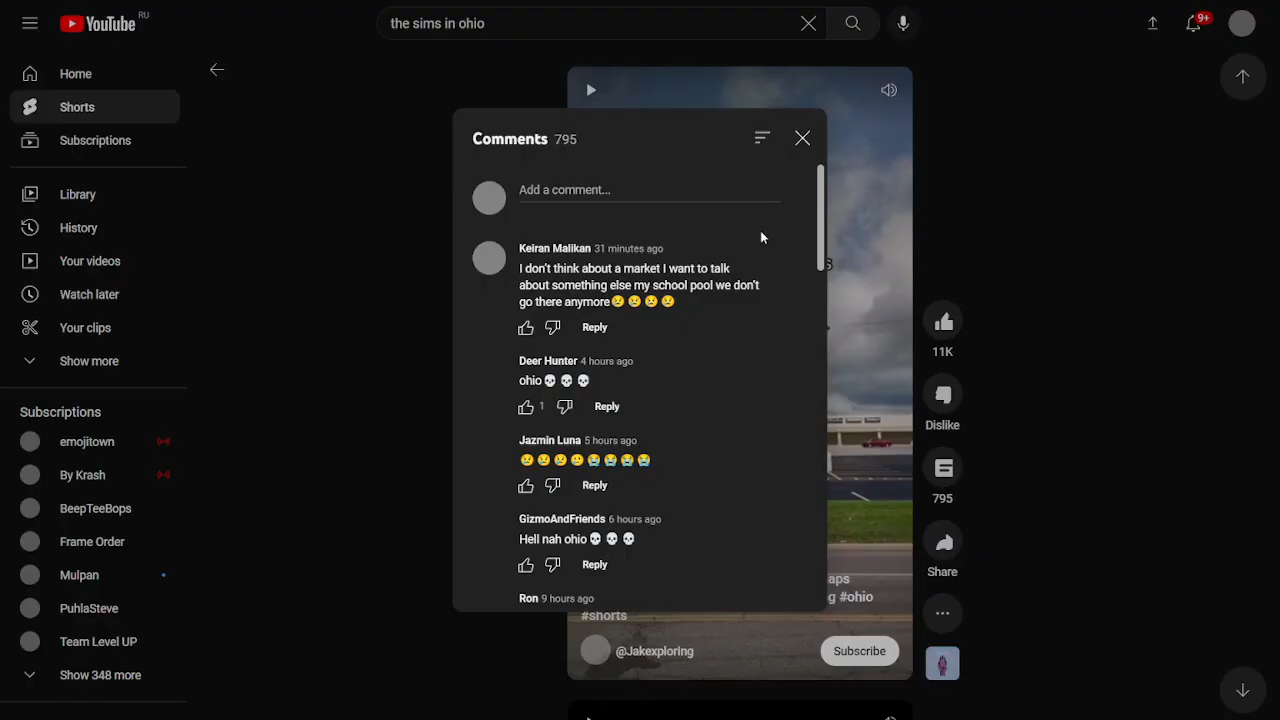 YouTube RU
the sims in ohio
9+
Home
Shorts
Subscriptions
Library
History
Your videos
Watch later
Your clips
Show more
Subscriptions
emojitown
By Krash
BeepTeeBops
Frame Order
Mulpan
PuhlaSteve
Team Level UP
Show 348 more
Comments 795
Add a comment...
Keiran Malikan 31 minutes ago
I don't think about a market I want to talk
about something else my school pool we don't
go there anymore😢😢😢😢
Reply
Deer Hunter 4 hours ago
ohio💀💀💀
1 Reply
Jazmin Luna 5 hours ago
😢😢😢🥲😭😭😭😭
Reply
GizmoAndFriends 6 hours ago
Hell nah ohio💀💀💀
Reply
Ron 9 hours ago
aps
g #ohio
#shorts
@Jakexploring
Subscribe
11K
Dislike
795
Share